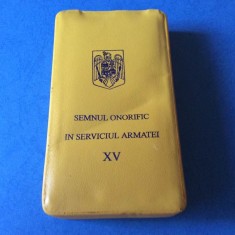 SEMNUL ONORIFIC
IN SERVICIUL ARMATEI
XV